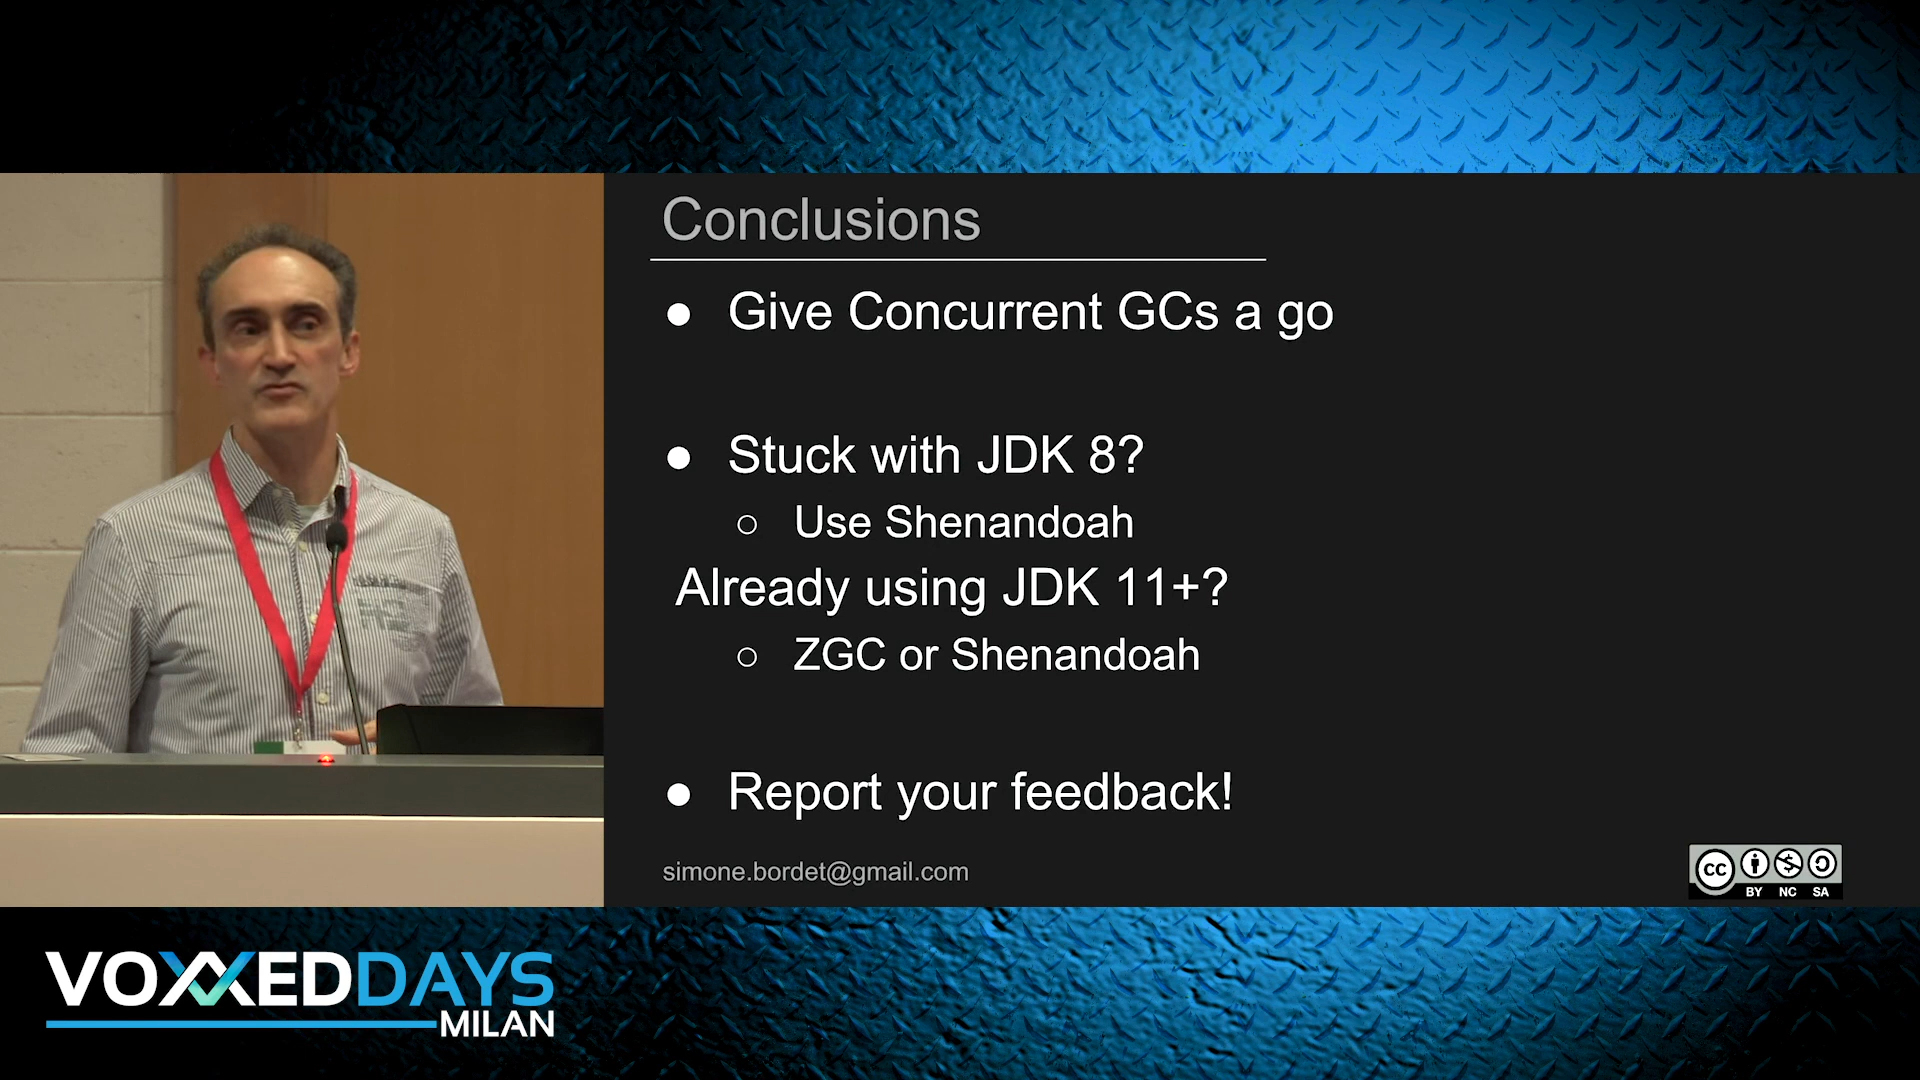 Conclusions
● Give Concurrent GCs a go
● Stuck with JDK 8?
○ Use Shenandoah
Already using JDK 11+?
○ ZGC or Shenandoah
● Report your feedback!
simone.bordet@gmail.com
cc
BY NC SA
VOXXEDDAYS
MILAN